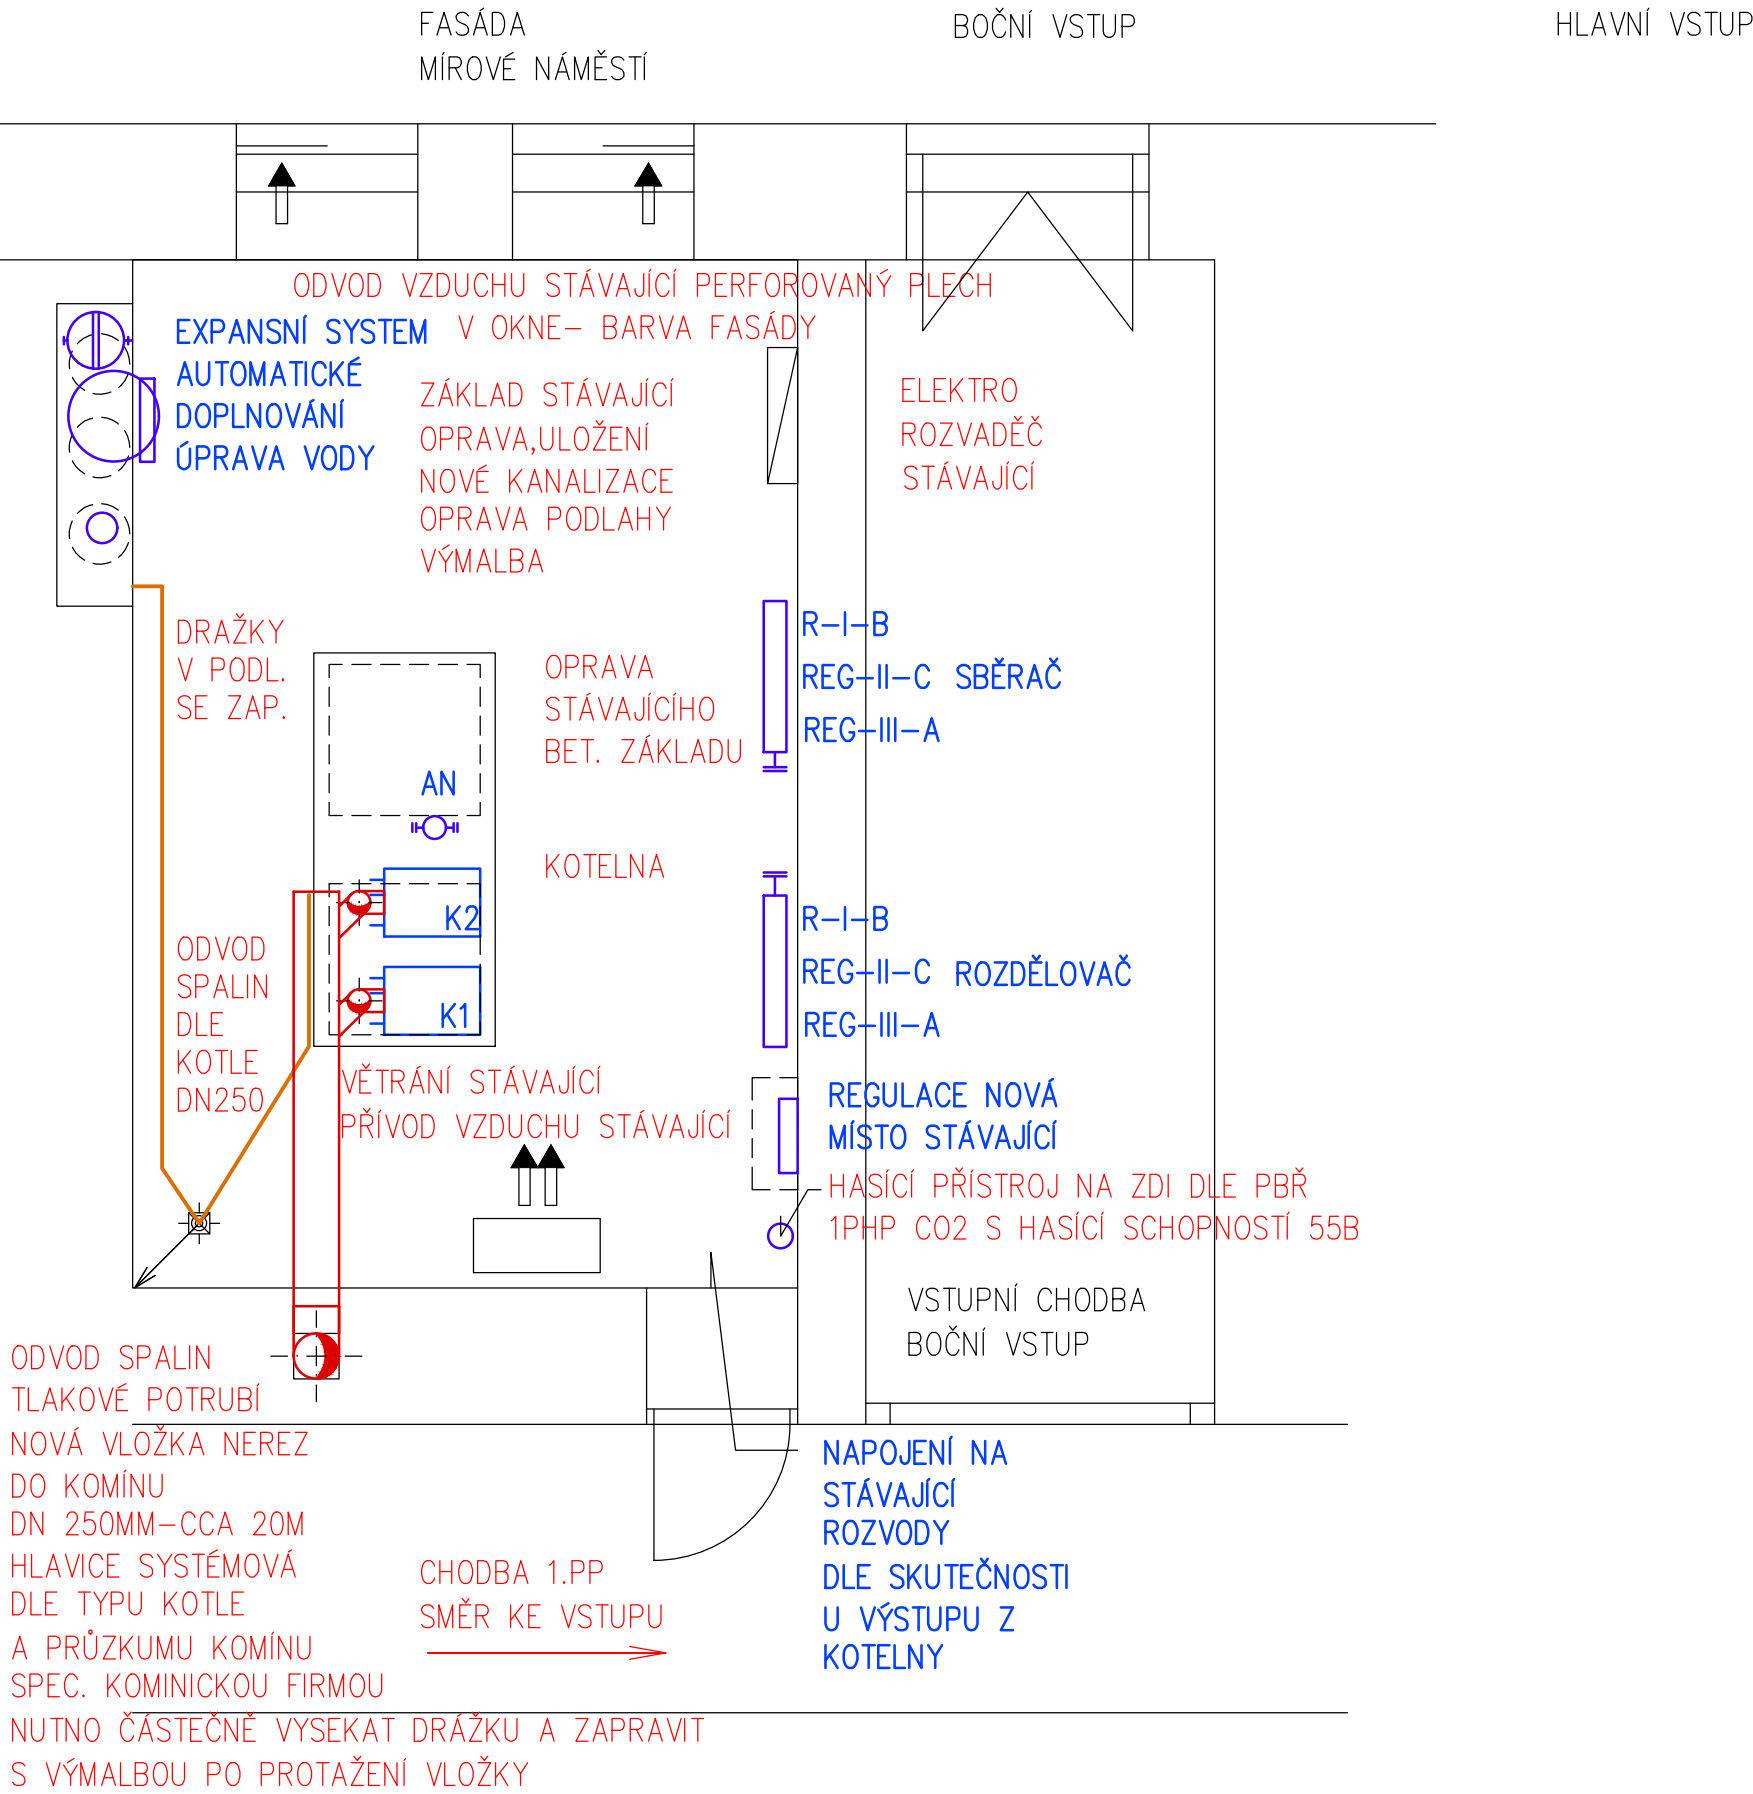 FASÁDA
MÍROVÉ NÁMĚSTÍ
BOČNÍ VSTUP
HLAVNÍ VSTUP
ODVOD VZDUCHU STÁVAJÍCÍ PERFOROVANÝ PLECH
V OKNE- BARVA FASÁDY
EXPANSNÍ SYSTEM
AUTOMATICKÉ
DOPLNOVÁNÍ
ÚPRAVA VODY
ZÁKLAD STÁVAJÍCÍ
OPRAVA,ULOŽENÍ
NOVÉ KANALIZACE
OPRAVA PODLAHY
VÝMALBA
ELEKTRO
ROZVADĚČ
STÁVAJÍCÍ
DRAŽKY
V PODL.
SE ZAP.
OPRAVA
STÁVAJÍCÍHO
BET. ZÁKLADU
R-I-B
REG-II-C SBĚRAČ
REG-III-A
AN
KOTELNA
K2
K1
R-I-B
REG-II-C ROZDĚLOVAČ
REG-III-A
ODVOD
SPALIN
DLE
KOTLE
DN250
VĚTRÁNÍ STÁVAJÍCÍ
PŘÍVOD VZDUCHU STÁVAJÍCÍ
REGULACE NOVÁ
MÍSTO STÁVAJÍCÍ
HASÍCÍ PŘÍSTROJ NA ZDI DLE PBŘ
1PHP CO2 S HASÍCÍ SCHOPNOSTÍ 55B
VSTUPNÍ CHODBA
BOČNÍ VSTUP
ODVOD SPALIN
TLAKOVÉ POTRUBÍ
NOVÁ VLOŽKA NEREZ
DO KOMÍNU
DN 250MM-CCA 20M
HLAVICE SYSTÉMOVÁ
DLE TYPU KOTLE
A PRŮZKUMU KOMÍNU
SPEC. KOMINICKOU FIRMOU
NUTNO ČÁSTEČNĚ VYSEKAT DRÁŽKU A ZAPRAVIT
S VÝMALBOU PO PROTAŽENÍ VLOŽKY
CHODBA 1.PP
SMĚR KE VSTUPU
NAPOJENÍ NA
STÁVAJÍCÍ
ROZVODY
DLE SKUTEČNOSTI
U VÝSTUPU Z
KOTELNY